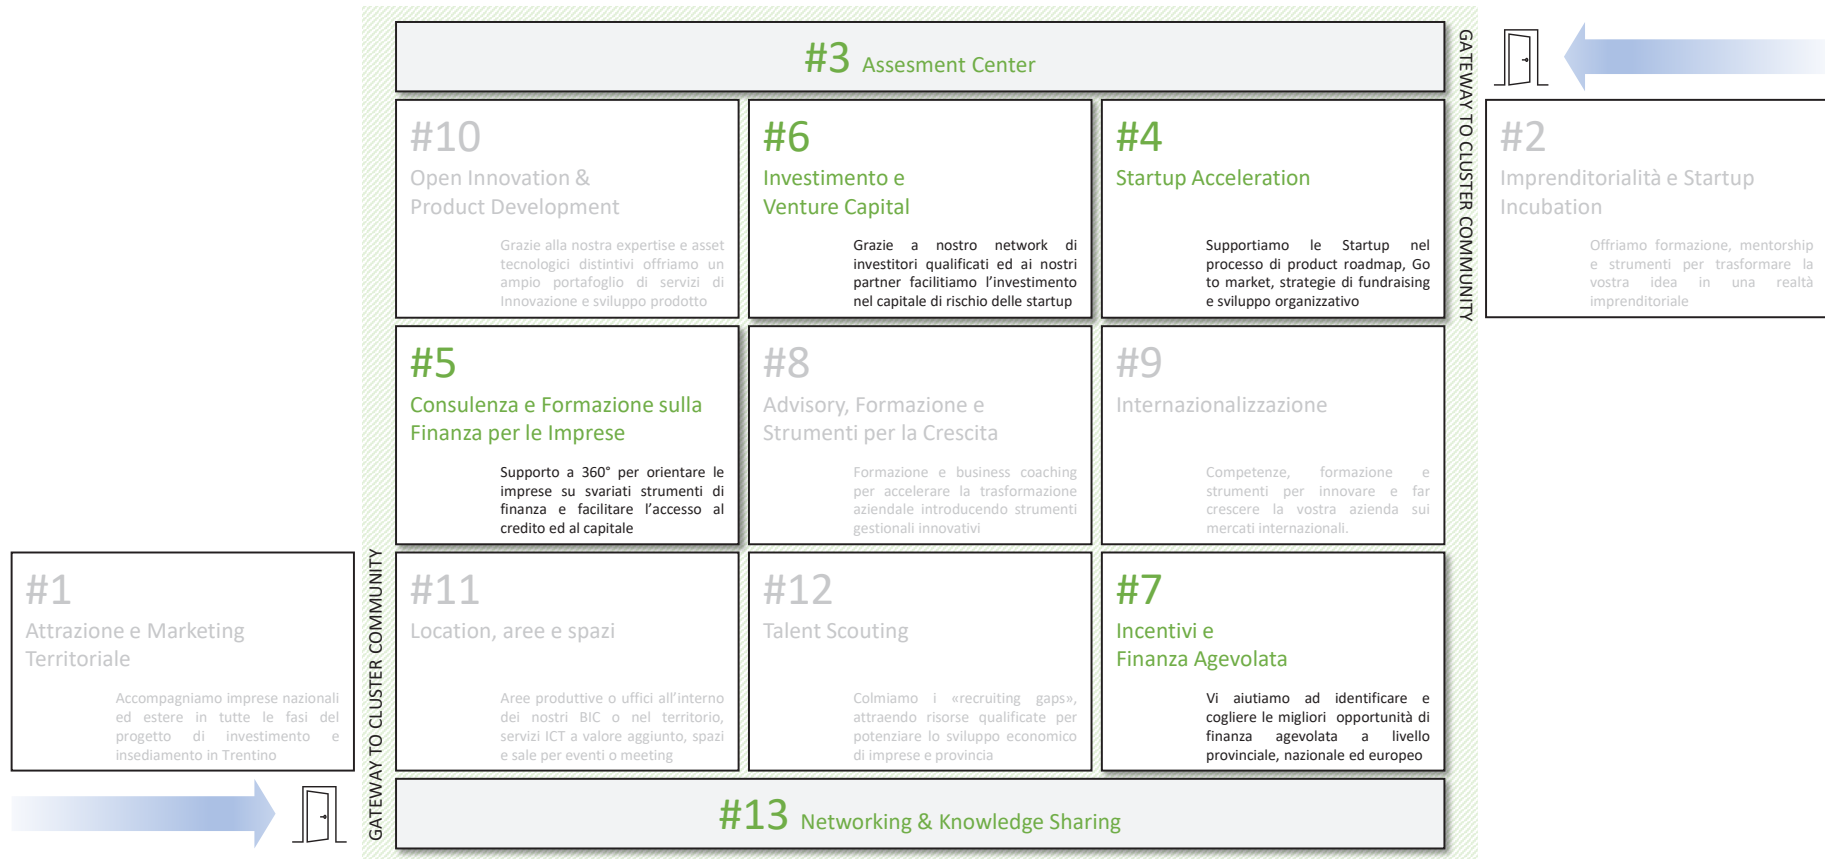 #3 Assesment Center
#10
Open Innovation &
Product Development
Grazie alla nostra expertise e asset
tecnologici distintivi offriamo un
ampio portafoglio di servizi di
Innovazione e sviluppo prodotto
#6
Investimento e
Venture Capital
Grazie a nostro network di
investitori qualificati ed ai nostri
partner facilitiamo l'investimento
nel capitale di rischio delle startup
#4
Startup Acceleration
Supportiamo le Startup nel
processo di product roadmap, Go
to market, strategie di fundraising
e sviluppo organizzativo
GATEWAY TO CLUSTER COMMUNITY
#2
Imprenditorialità e Startup
Incubation
Offriamo formazione, mentorship
e strumenti per trasformare la
vostra idea in una realtà
imprenditoriale
#5
Consulenza e Formazione sulla
Finanza per le Imprese
Supporto a 360° per orientare le
imprese su svariati strumenti di
finanza e facilitare l'accesso al
credito ed al capitale
#8
Advisory, Formazione e
Strumenti per la Crescita
Formazione e business coaching
per accelerare la trasformazione
aziendale introducendo strumenti
gestionali innovativi
#9
Internazionalizzazione
Competenze, formazione e
strumenti per innovare e far
crescere la vostra azienda sui
mercati internazionali.
#1
Attrazione e Marketing
Territoriale
Accompagniamo imprese nazionali
ed estere in tutte le fasi del
progetto di investimento e
insediamento in Trentino
GATEWAY TO CLUSTER COMMUNITY
#11
Location, aree e spazi
Aree produttive o uffici all'interno
dei nostri BIC o nel territorio,
servizi ICT a valore aggiunto, spazi
e sale per eventi o meeting
#12
Talent Scouting
Colmiamo i «recruiting gaps»,
attraendo risorse qualificate per
potenziare lo sviluppo economico
di imprese e provincia
#7
Incentivi e
Finanza Agevolata
Vi aiutiamo ad identificare e
cogliere le migliori opportunità di
finanza agevolata a livello
provinciale, nazionale ed europeo
#13 Networking & Knowledge Sharing